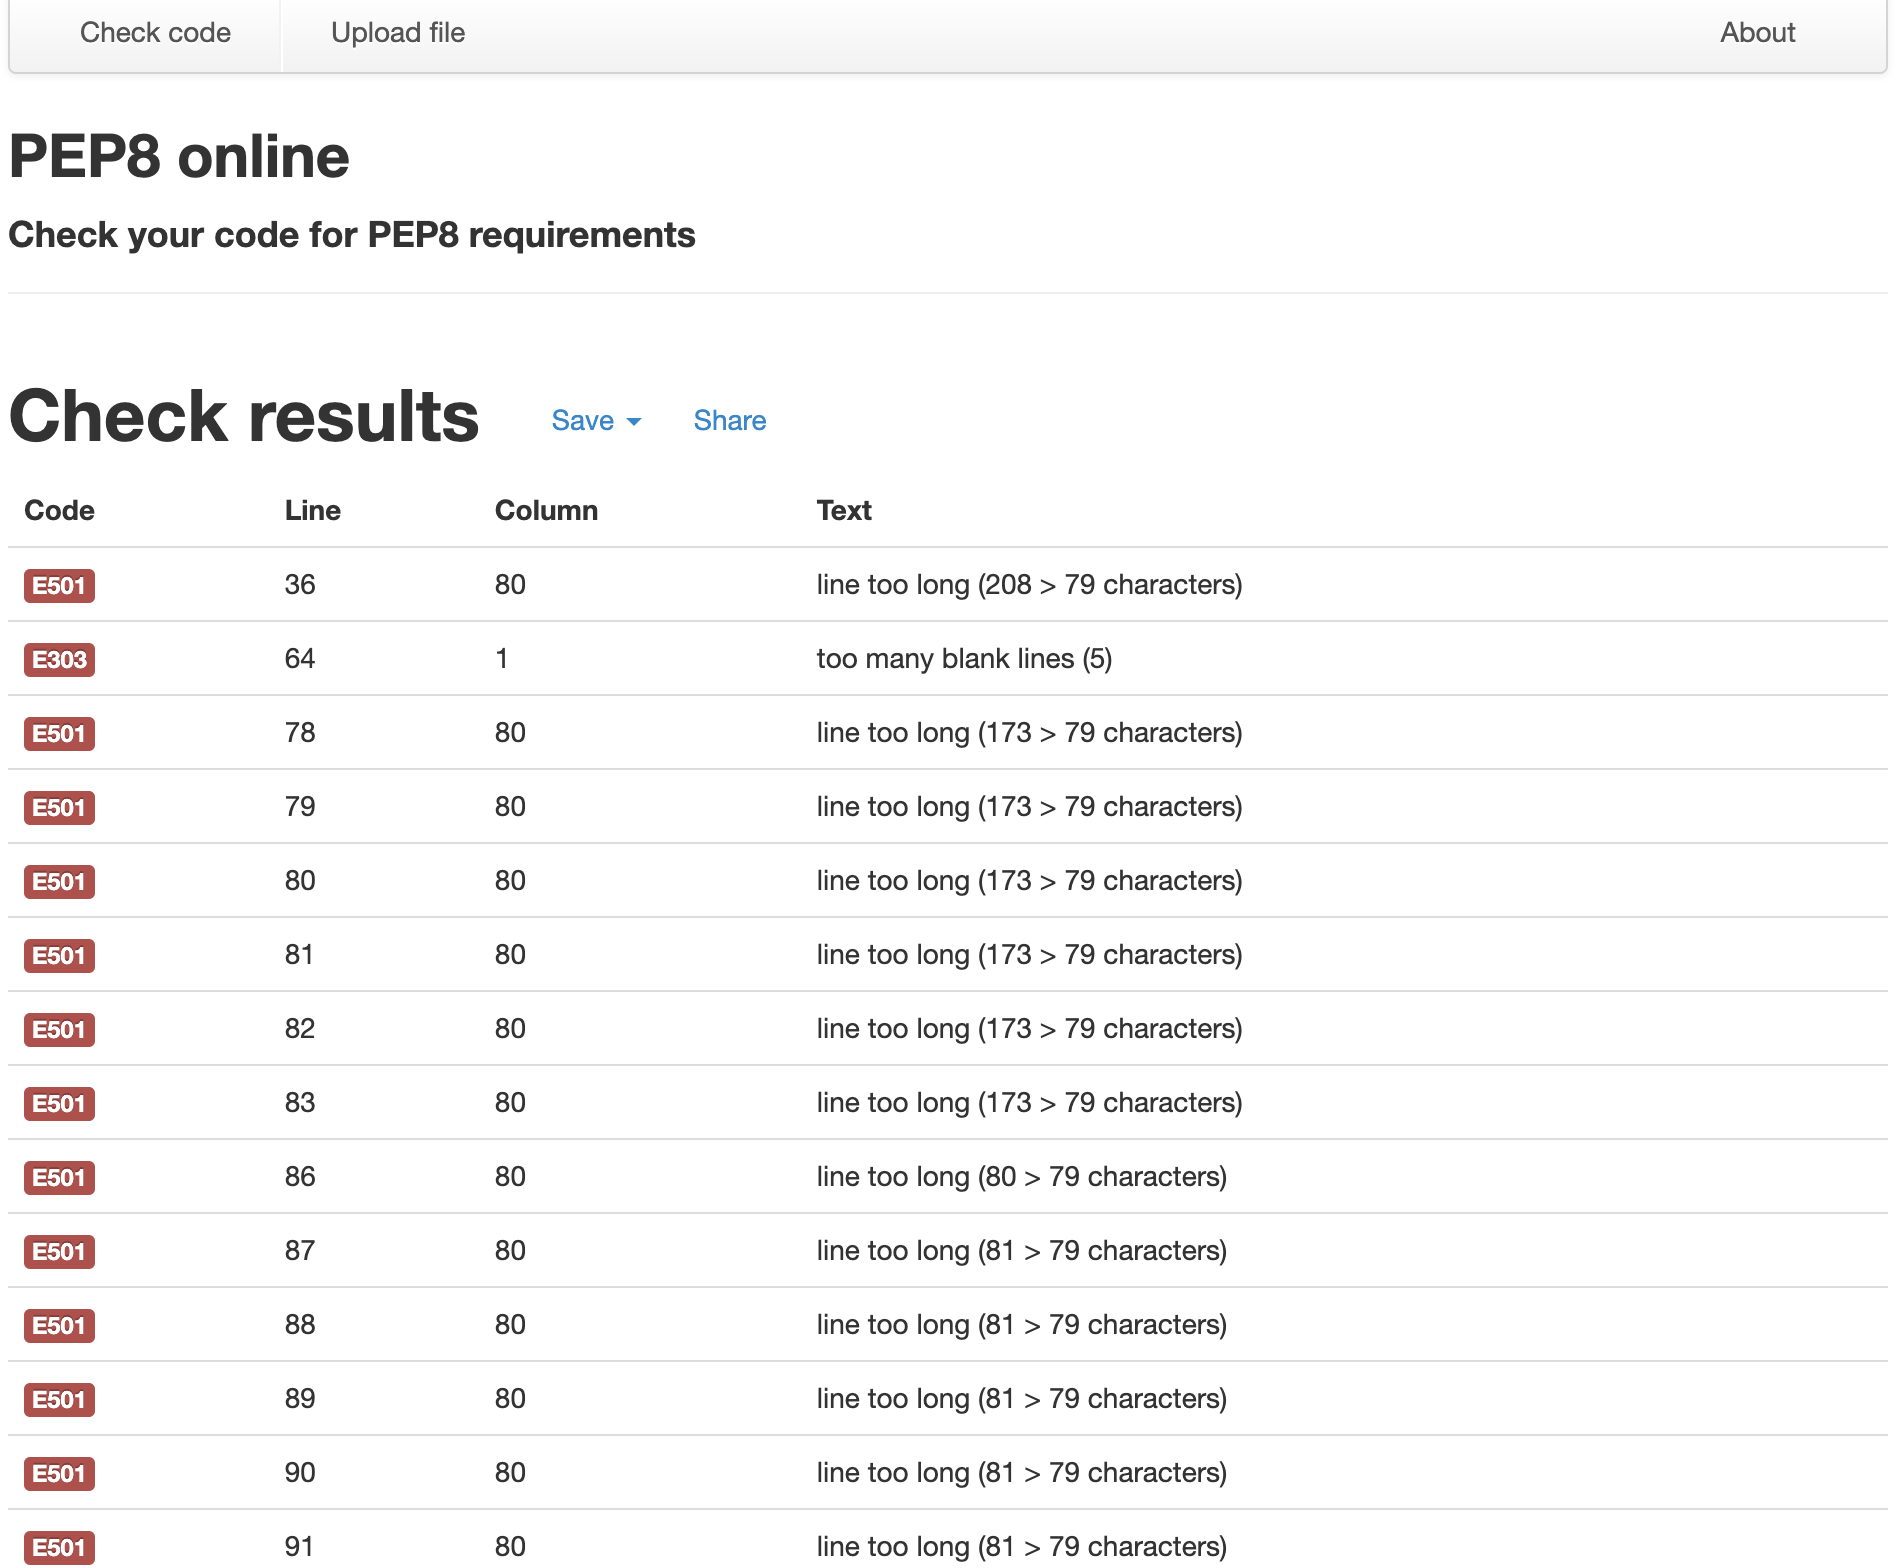 Check code Upload file About
PEP8 online
Check your code for PEP8 requirements
Check results Save Share
Code Line Column Text
E501 36 80 line too long (208 > 79 characters)
E303 64 1 too many blank lines (5)
E501 78 80 line too long (173 > 79 characters)
E501 79 80 line too long (173 > 79 characters)
E501 80 80 line too long (173 > 79 characters)
E501 81 80 line too long (173 > 79 characters)
E501 82 80 line too long (173 > 79 characters)
E501 83 80 line too long (173 > 79 characters)
E501 86 80 line too long (80 > 79 characters)
E501 87 80 line too long (81 > 79 characters)
E501 88 80 line too long (81 > 79 characters)
E501 89 80 line too long (81 > 79 characters)
E501 90 80 line too long (81 > 79 characters)
E501 91 80 line too long (81 > 79 characters)